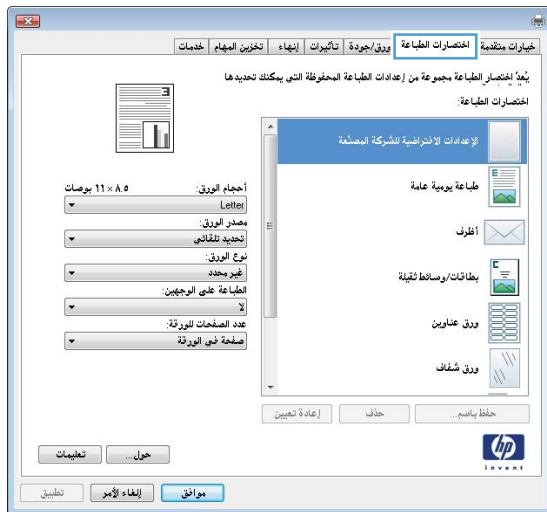 خيارات متقدمة اختصارات الطباعة ورق/جودة تأثيرات إنهاء تخزين المهام خدمات
يُعدّ اختصار الطباعة مجموعة من إعدادات الطباعة المحفوظة التي يمكنك تحديدها
اختصارات الطباعة:
الإعدادات الافتراضية للشركة المصنّعة
طباعة يومية عامة
أظرف
بطاقات/وسائط ثقيلة
ورق عناوين
ورق شفاف
أحجام الورق: ٨.٥ × ١١ بوصات
Letter
مصدر الورق:
تحديد تلقائي
نوع الورق:
غير محدد
الطباعة على الوجهين:
لا
عدد الصفحات للورقة:
صفحة في الورقة
حفظ باسم... حذف إعادة تعيين
hp
invent
حول... تعليمات
موافق إلغاء الأمر تطبيق